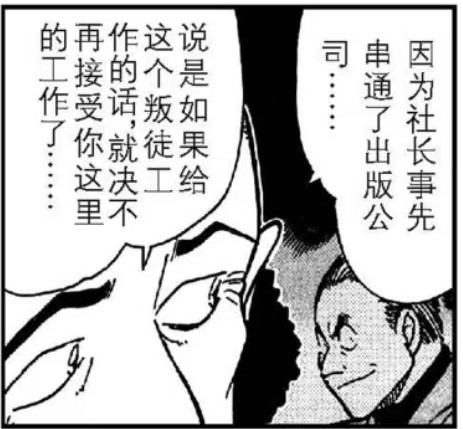 因为社长事先
串通了出版公
司……
说是如果给
这个叛徒工
作的话，就决不
再接受你这里
的工作了……